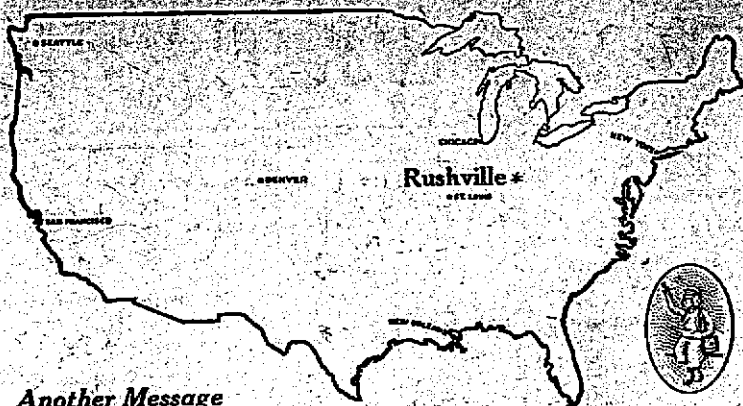 SEATTLE
CHICAGO
NEW YORK
DENVER
Rushville *
ST. LOUIS
SAN FRANCISCO
NEW ORLEANS
Another Message